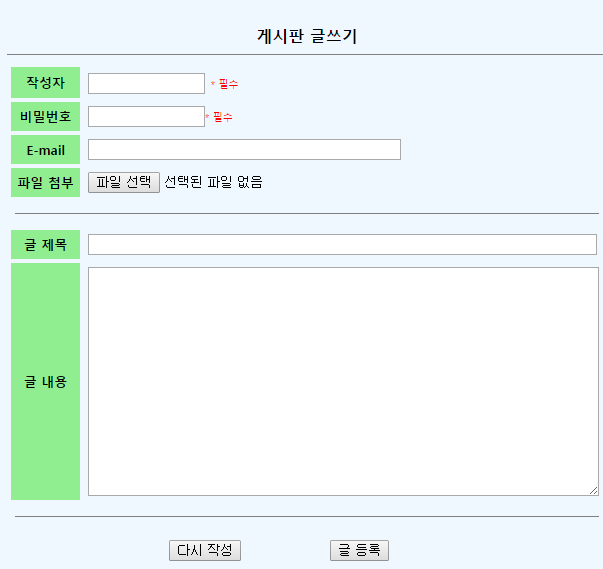 게시판 글쓰기
작성자 * 필수
비밀번호 * 필수
E-mail
파일 첨부 파일 선택 선택된 파일 없음
글 제목
글 내용
다시 작성 글 등록